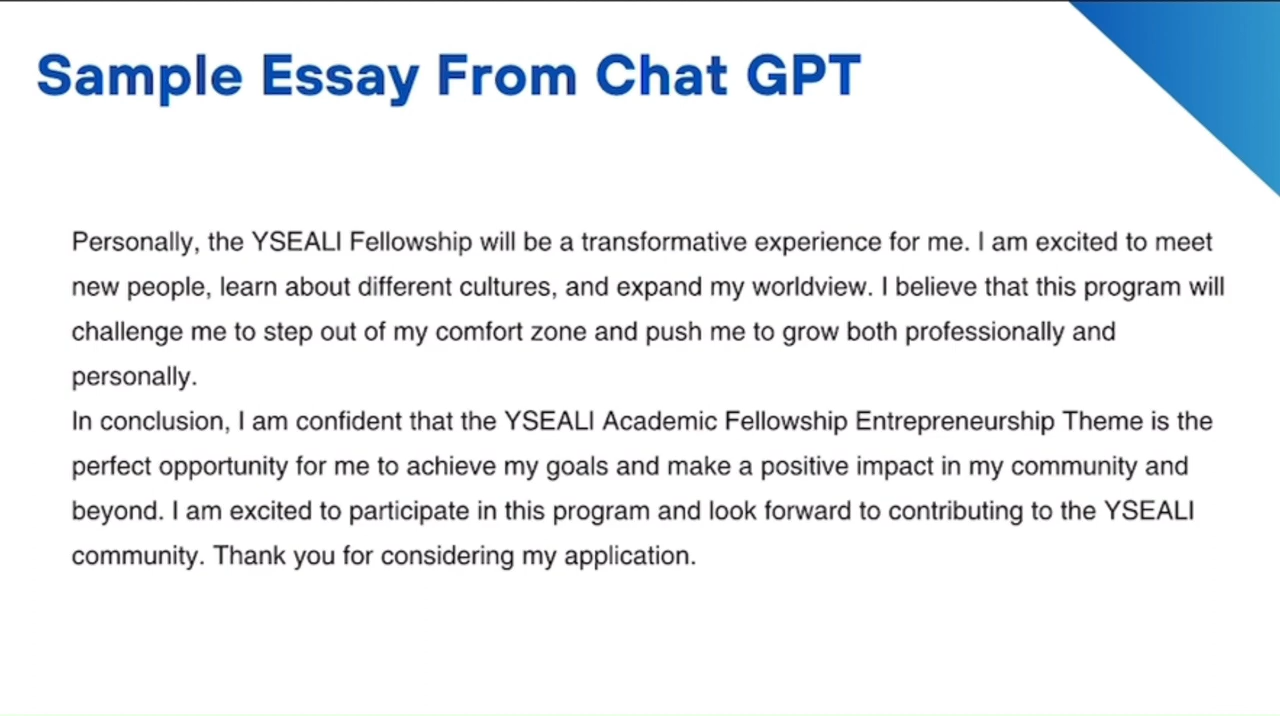 Sample Essay From Chat GPT
Personally, the YSEALI Fellowship will be a transformative experience for me. I am excited to meet
new people, learn about different cultures, and expand my worldview. I believe that this program will
challenge me to step out of my comfort zone and push me to grow both professionally and
personally.
In conclusion, I am confident that the YSEALI Academic Fellowship Entrepreneurship Theme is the
perfect opportunity for me to achieve my goals and make a positive impact in my community and
beyond. I am excited to participate in this program and look forward to contributing to the YSEALI
community. Thank you for considering my application.